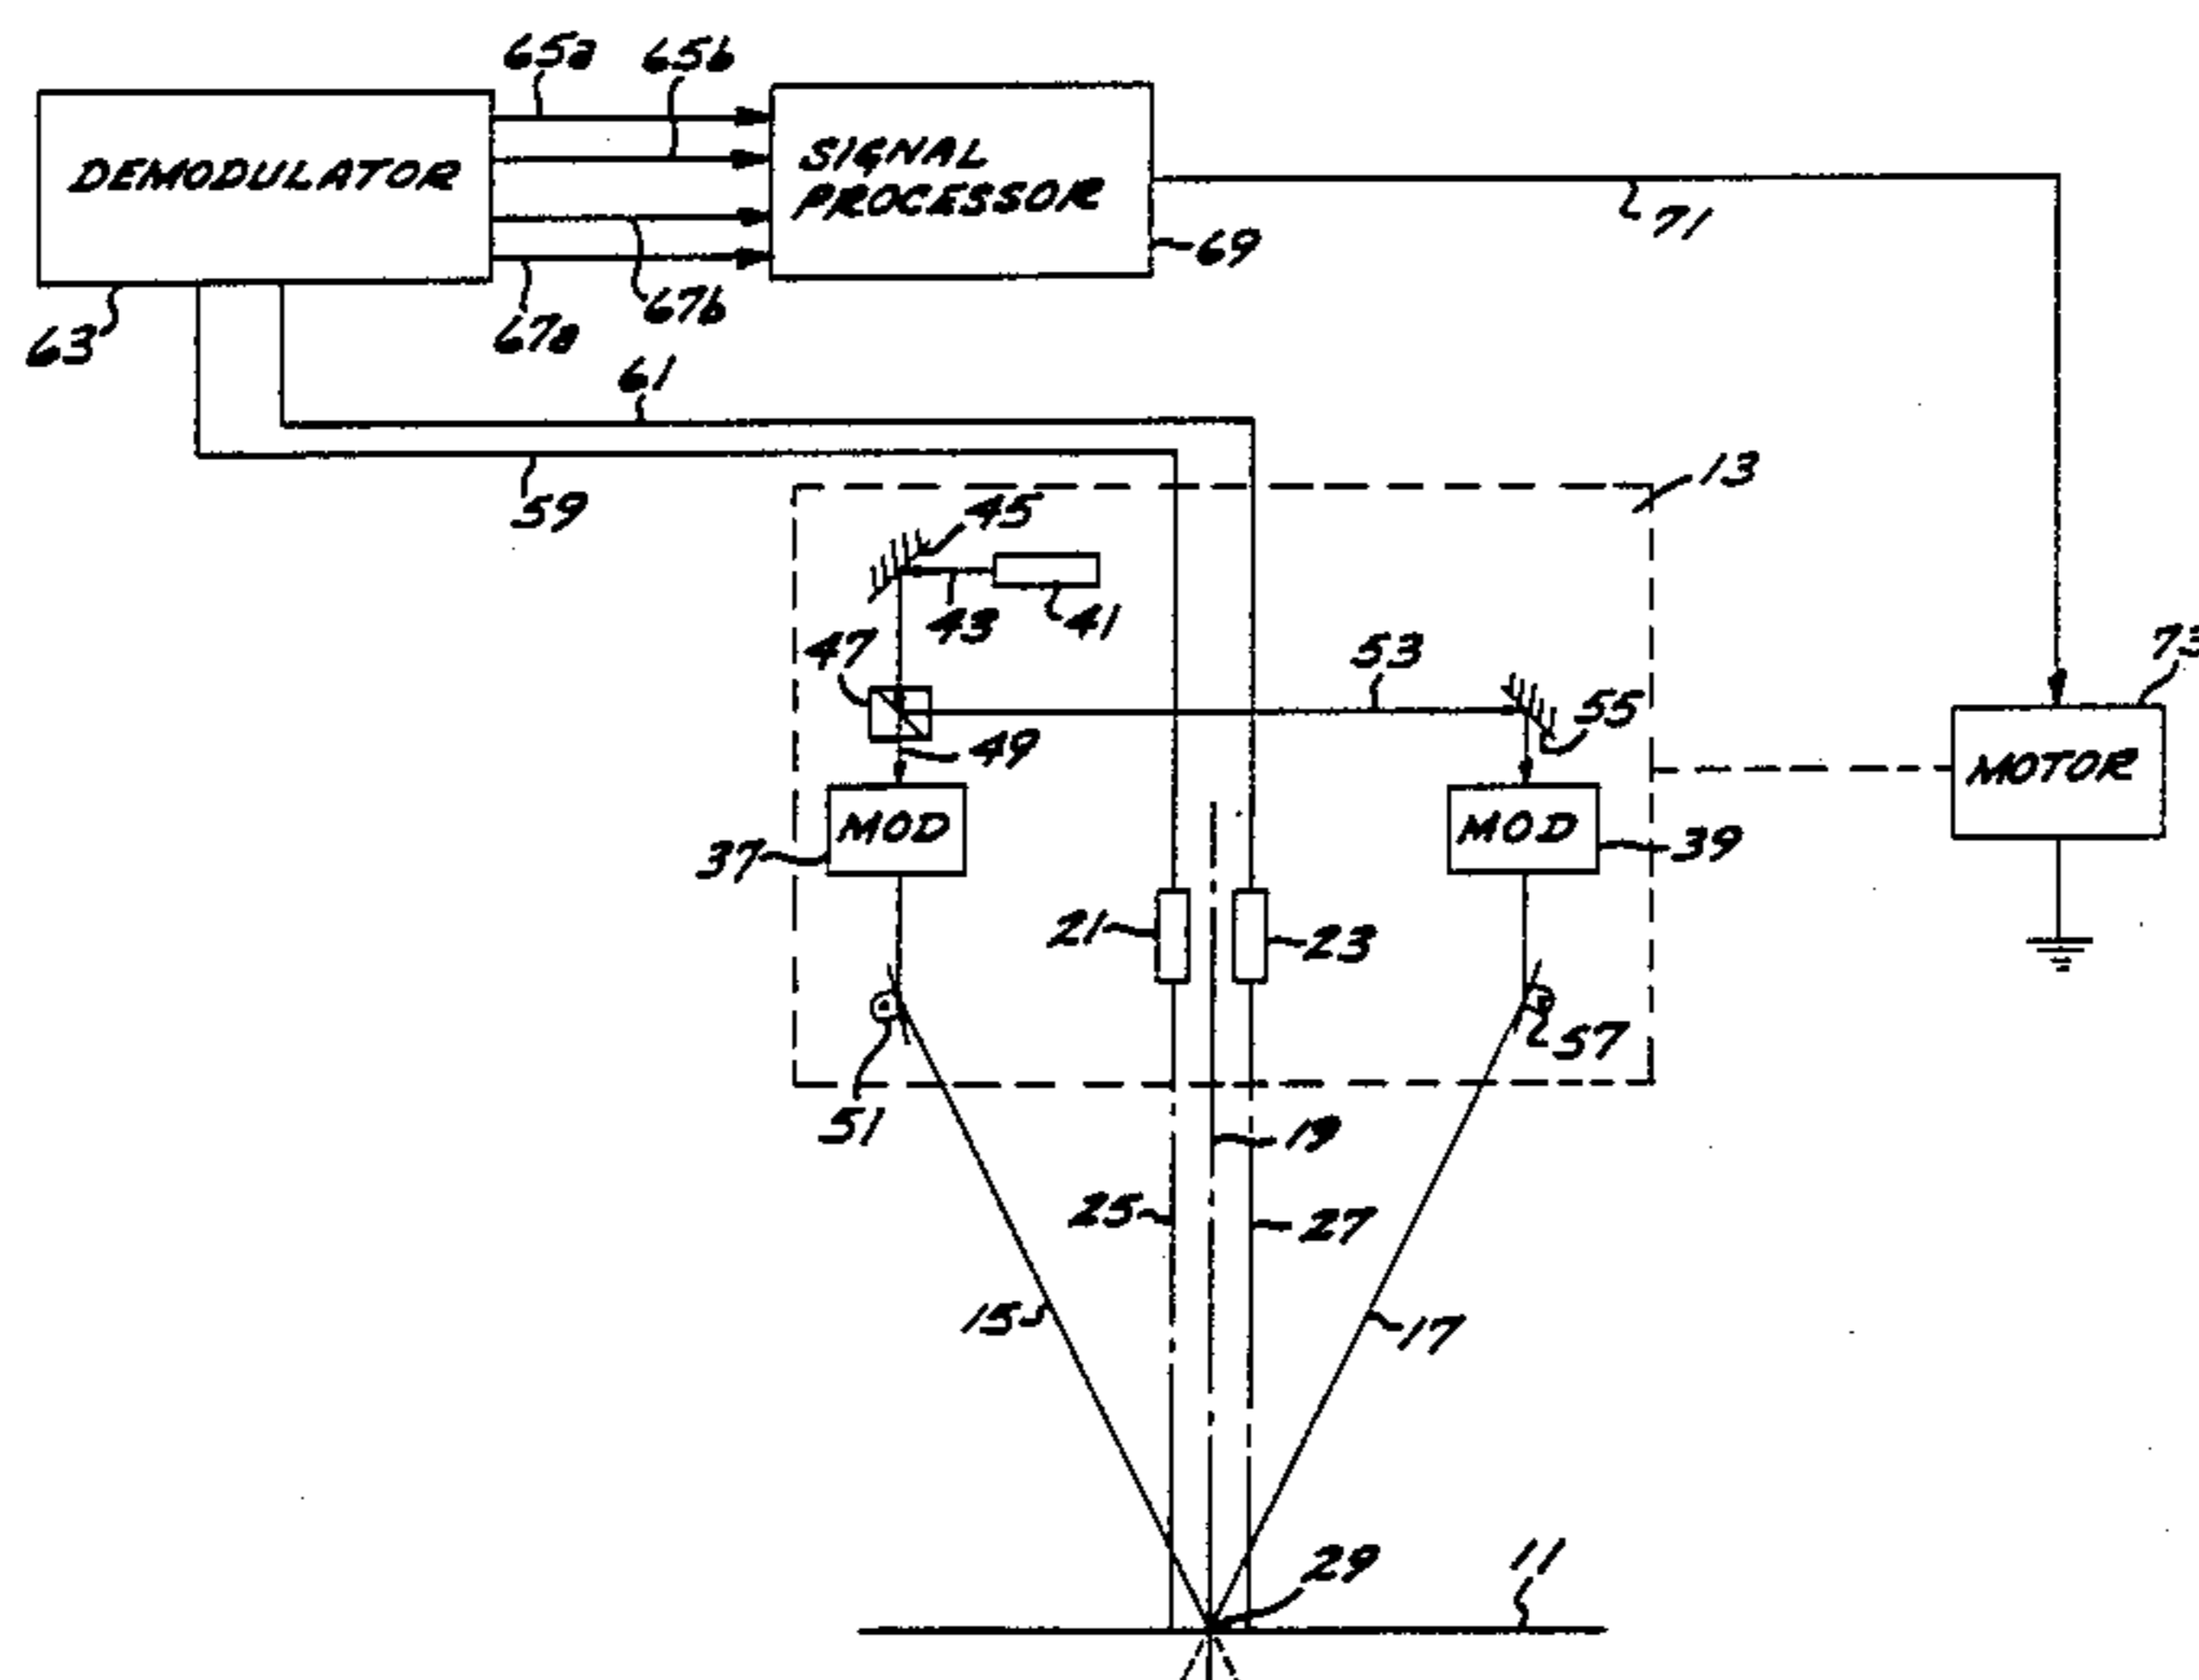 65a 65b
DEMODULATOR
SIGNAL
PROCESSOR
71
69
67b
63 67a
61
13
59
45
43 41
47 53 73
55
49
MOTOR
MOD MOD
37 39
21 23
57
51 19
25 27
15 17
29 11